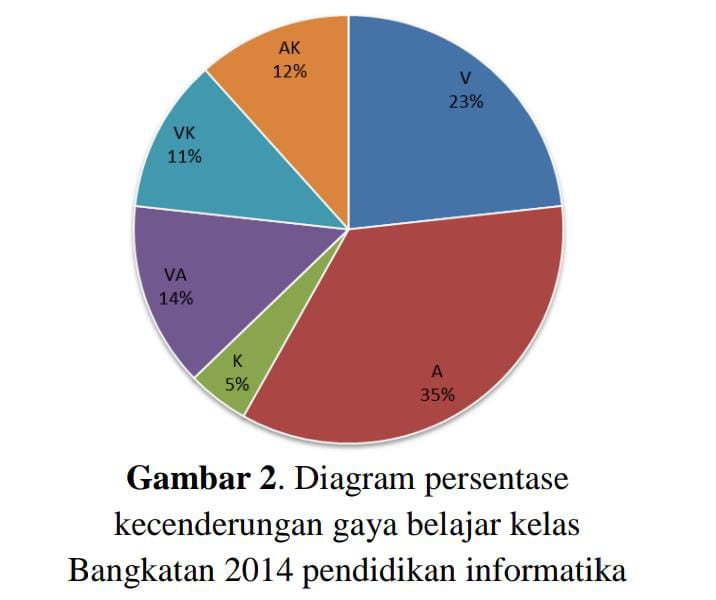 AK
12%
V
23%
VK
11%
VA
14%
K
5%
A
35%
Gambar 2. Diagram persentase
kecenderungan gaya belajar kelas
Bangkatan 2014 pendidikan informatika